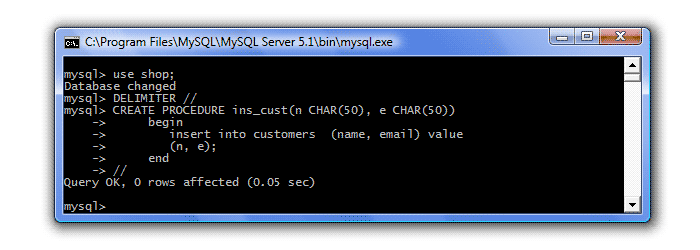 C:\Program Files\MySQL\MySQL Server 5.1\bin\mysql.exe
mysql> use shop;
Database changed
mysql> DELIMITER //
mysql> CREATE PROCEDURE ins_cust(n CHAR(50), e CHAR(50))
    ->      begin
    ->         insert into customers  (name, email) value
    ->         (n, e);
    ->      end
    -> //
Query OK, 0 rows affected (0.05 sec)
mysql>